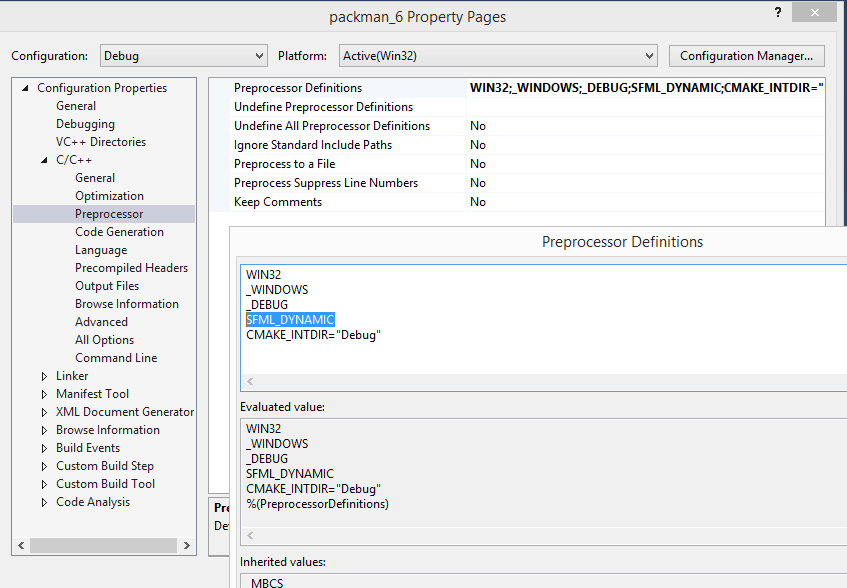 packman_6 Property Pages
?
Configuration: Debug Platform: Active(Win32) Configuration Manager...
Configuration Properties
General
Debugging
VC++ Directories
C/C++
General
Optimization
Preprocessor
Code Generation
Language
Precompiled Headers
Output Files
Browse Information
Advanced
All Options
Command Line
Linker
Manifest Tool
XML Document Generator
Browse Information
Build Events
Custom Build Step
Custom Build Tool
Code Analysis
Preprocessor Definitions WIN32;_WINDOWS;_DEBUG;SFML_DYNAMIC;CMAKE_INTDIR="
Undefine Preprocessor Definitions
Undefine All Preprocessor Definitions No
Ignore Standard Include Paths No
Preprocess to a File No
Preprocess Suppress Line Numbers No
Keep Comments No
Pre
De
Preprocessor Definitions
WIN32
_WINDOWS
_DEBUG
SFML_DYNAMIC
CMAKE_INTDIR="Debug"
Evaluated value:
WIN32
_WINDOWS
_DEBUG
SFML_DYNAMIC
CMAKE_INTDIR="Debug"
%(PreprocessorDefinitions)
Inherited values:
_MBCS